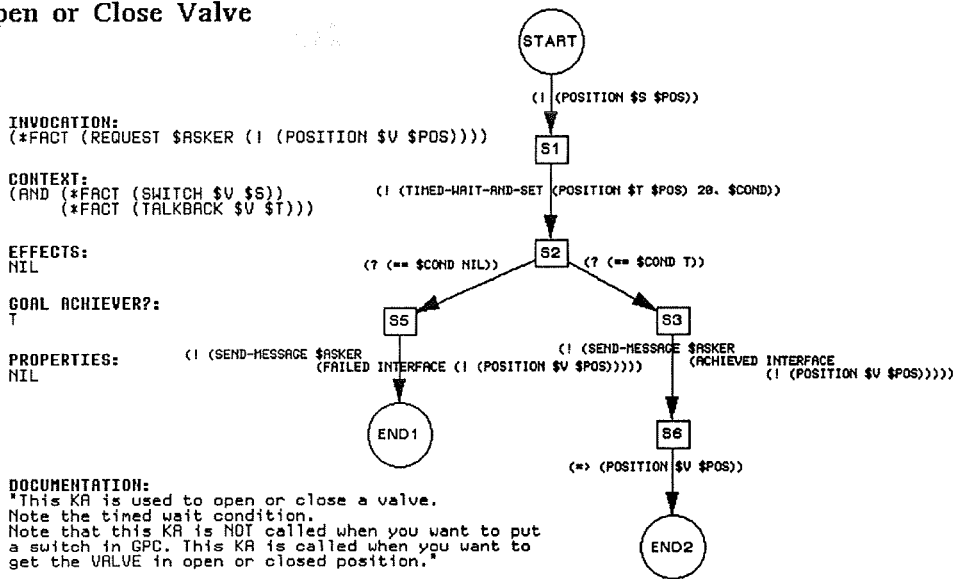 pen or Close Valve
START
(! (POSITION $S $POS))
INVOCATION:
(*FACT (REQUEST $ASKER (! (POSITION $V $POS))))
S1
CONTEXT:
(AND (*FACT (SWITCH $V $S))
(*FACT (TALKBACK $V $T)))
(! (TIMED-WAIT-AND-SET (POSITION $T $POS) 20. $COND))
EFFECTS:
NIL
S2
(? (== $COND NIL))
(? (== $COND T))
GOAL ACHIEVER?:
T
S5
S3
PROPERTIES:
NIL
(! (SEND-MESSAGE $ASKER
(FAILED INTERFACE (! (POSITION $V $POS)))))
(! (SEND-MESSAGE $ASKER
(ACHIEVED INTERFACE
(! (POSITION $V $POS)))))
END1
S6
(=> (POSITION $V $POS))
DOCUMENTATION:
"This KA is used to open or close a valve.
Note the timed wait condition.
Note that this KA is NOT called when you want to put
a switch in GPC. This KA is called when you want to
get the VALVE in open or closed position."
END2